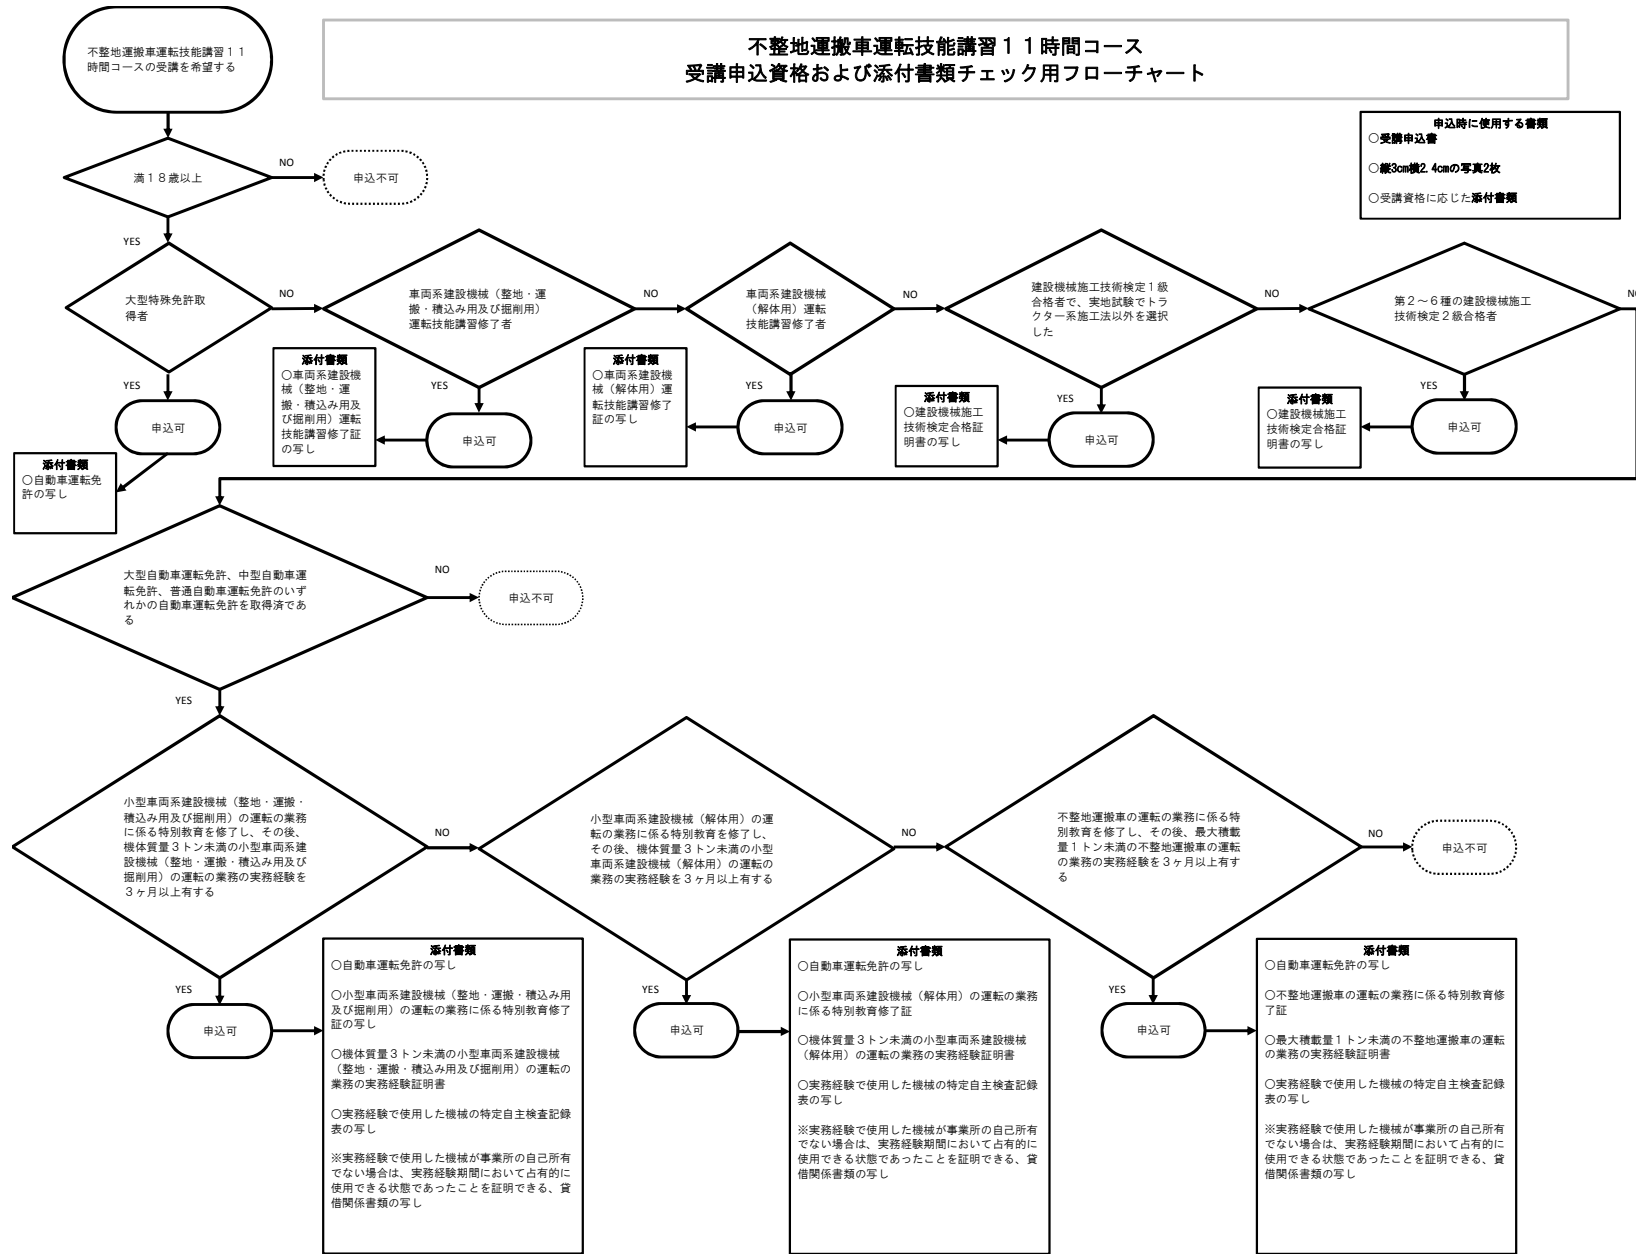 不整地運搬車運転技能講習１１
時間コースの受講を希望する
不整地運搬車運転技能講習１１時間コース
受講申込資格および添付書類チェック用フローチャート
申込時に使用する書類
○受講申込書
○縦3cm横2.4cmの写真2枚
○受講資格に応じた添付書類
満１８歳以上
NO
申込不可
YES
大型特殊免許取
得者
NO
車両系建設機械（整地・運
搬・積込み用及び掘削用）
運転技能講習修了者
NO
車両系建設機械
（解体用）運転
技能講習修了者
NO
建設機械施工技術検定１級
合格者で、実地試験でトラ
クター系施工法以外を選択
した
NO
第２～６種の建設機械施工
技術検定２級合格者
NO
YES
申込可
添付書類
○自動車運転免
許の写し
YES
申込可
添付書類
○車両系建設機
械（整地・運
搬・積込み用及
び掘削用）運転
技能講習修了証
の写し
YES
申込可
添付書類
○車両系建設機
械（解体用）運
転技能講習修了
証の写し
YES
申込可
添付書類
○建設機械施工
技術検定合格証
明書の写し
YES
申込可
添付書類
○建設機械施工
技術検定合格証
明書の写し
大型自動車運転免許、中型自動車運
転免許、普通自動車運転免許のいず
れかの自動車運転免許を取得済であ
る
NO
申込不可
YES
小型車両系建設機械（整地・運搬・
積込み用及び掘削用）の運転の業務
に係る特別教育を修了し、その後、
機体質量３トン未満の小型車両系建
設機械（整地・運搬・積込み用及び
掘削用）の運転の業務の実務経験を
３ヶ月以上有する
NO
小型車両系建設機械（解体用）の運
転の業務に係る特別教育を修了し、
その後、機体質量３トン未満の小型
車両系建設機械（解体用）の運転の
業務の実務経験を３ヶ月以上有する
NO
不整地運搬車の運転の業務に係る特
別教育を修了し、その後、最大積載
量１トン未満の不整地運搬車の運転
の業務の実務経験を３ヶ月以上有す
る
NO
申込不可
YES
申込可
添付書類
○自動車運転免許の写し
○小型車両系建設機械（整地・運搬・積込み用
及び掘削用）の運転の業務に係る特別教育修了
証の写し
○機体質量３トン未満の小型車両系建設機械
（整地・運搬・積込み用及び掘削用）の運転の
業務の実務経験証明書
○実務経験で使用した機械の特定自主検査記録
表の写し
※実務経験で使用した機械が事業所の自己所有
でない場合は、実務経験期間において占有的に
使用できる状態であったことを証明できる、貸
借関係書類の写し
YES
申込可
添付書類
○自動車運転免許の写し
○小型車両系建設機械（解体用）の運転の業務
に係る特別教育修了証
○機体質量３トン未満の小型車両系建設機械
（解体用）の運転の業務の実務経験証明書
○実務経験で使用した機械の特定自主検査記録
表の写し
※実務経験で使用した機械が事業所の自己所有
でない場合は、実務経験期間において占有的に
使用できる状態であったことを証明できる、貸
借関係書類の写し
YES
申込可
添付書類
○自動車運転免許の写し
○不整地運搬車の運転の業務に係る特別教育修
了証
○最大積載量１トン未満の不整地運搬車の運転
の業務の実務経験証明書
○実務経験で使用した機械の特定自主検査記録
表の写し
※実務経験で使用した機械が事業所の自己所有
でない場合は、実務経験期間において占有的に
使用できる状態であったことを証明できる、貸
借関係書類の写し